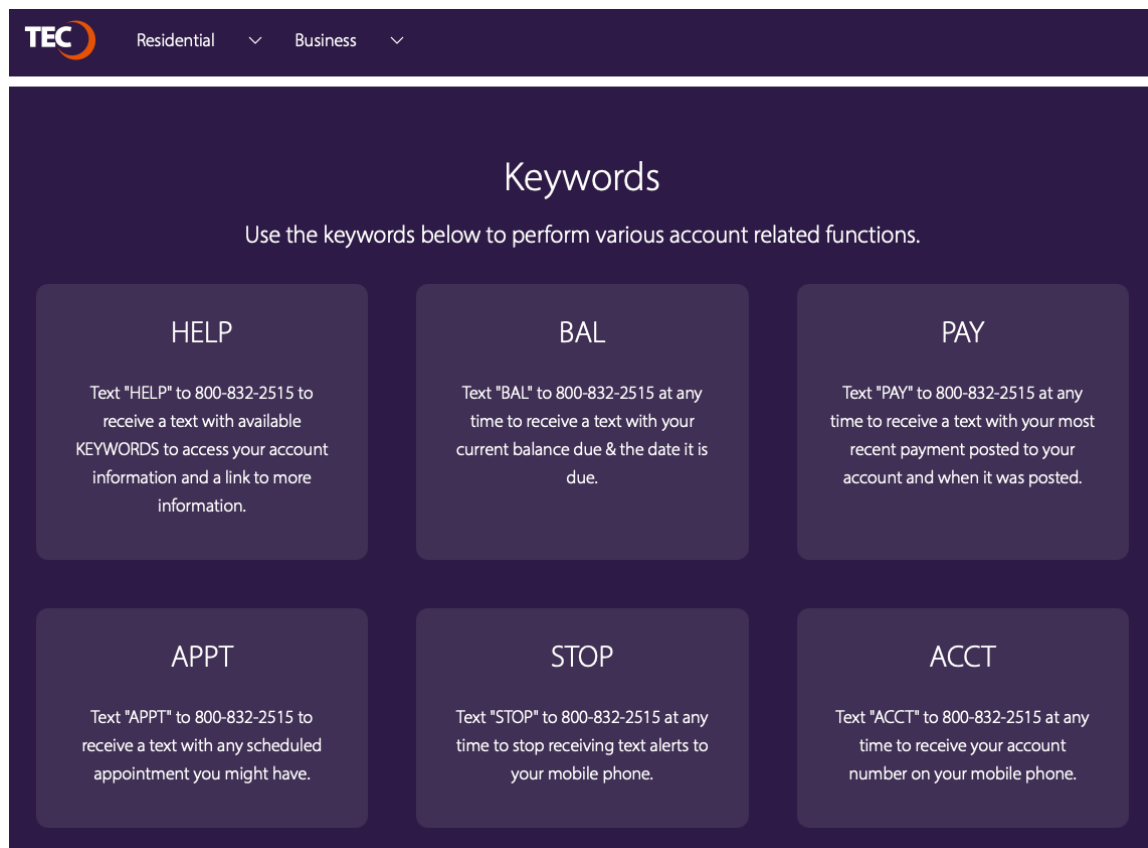 TEC
Residential
Business
Keywords
Use the keywords below to perform various account related functions.
HELP
Text "HELP" to 800-832-2515 to
receive a text with available
KEYWORDS to access your account
information and a link to more
information.
BAL
Text "BAL" to 800-832-2515 at any
time to receive a text with your
current balance due & the date it is
due.
PAY
Text "PAY" to 800-832-2515 at any
time to receive a text with your most
recent payment posted to your
account and when it was posted.
APPT
Text "APPT" to 800-832-2515 to
receive a text with any scheduled
appointment you might have.
STOP
Text "STOP" to 800-832-2515 at any
time to stop receiving text alerts to
your mobile phone.
ACCT
Text "ACCT" to 800-832-2515 at any
time to receive your account
number on your mobile phone.